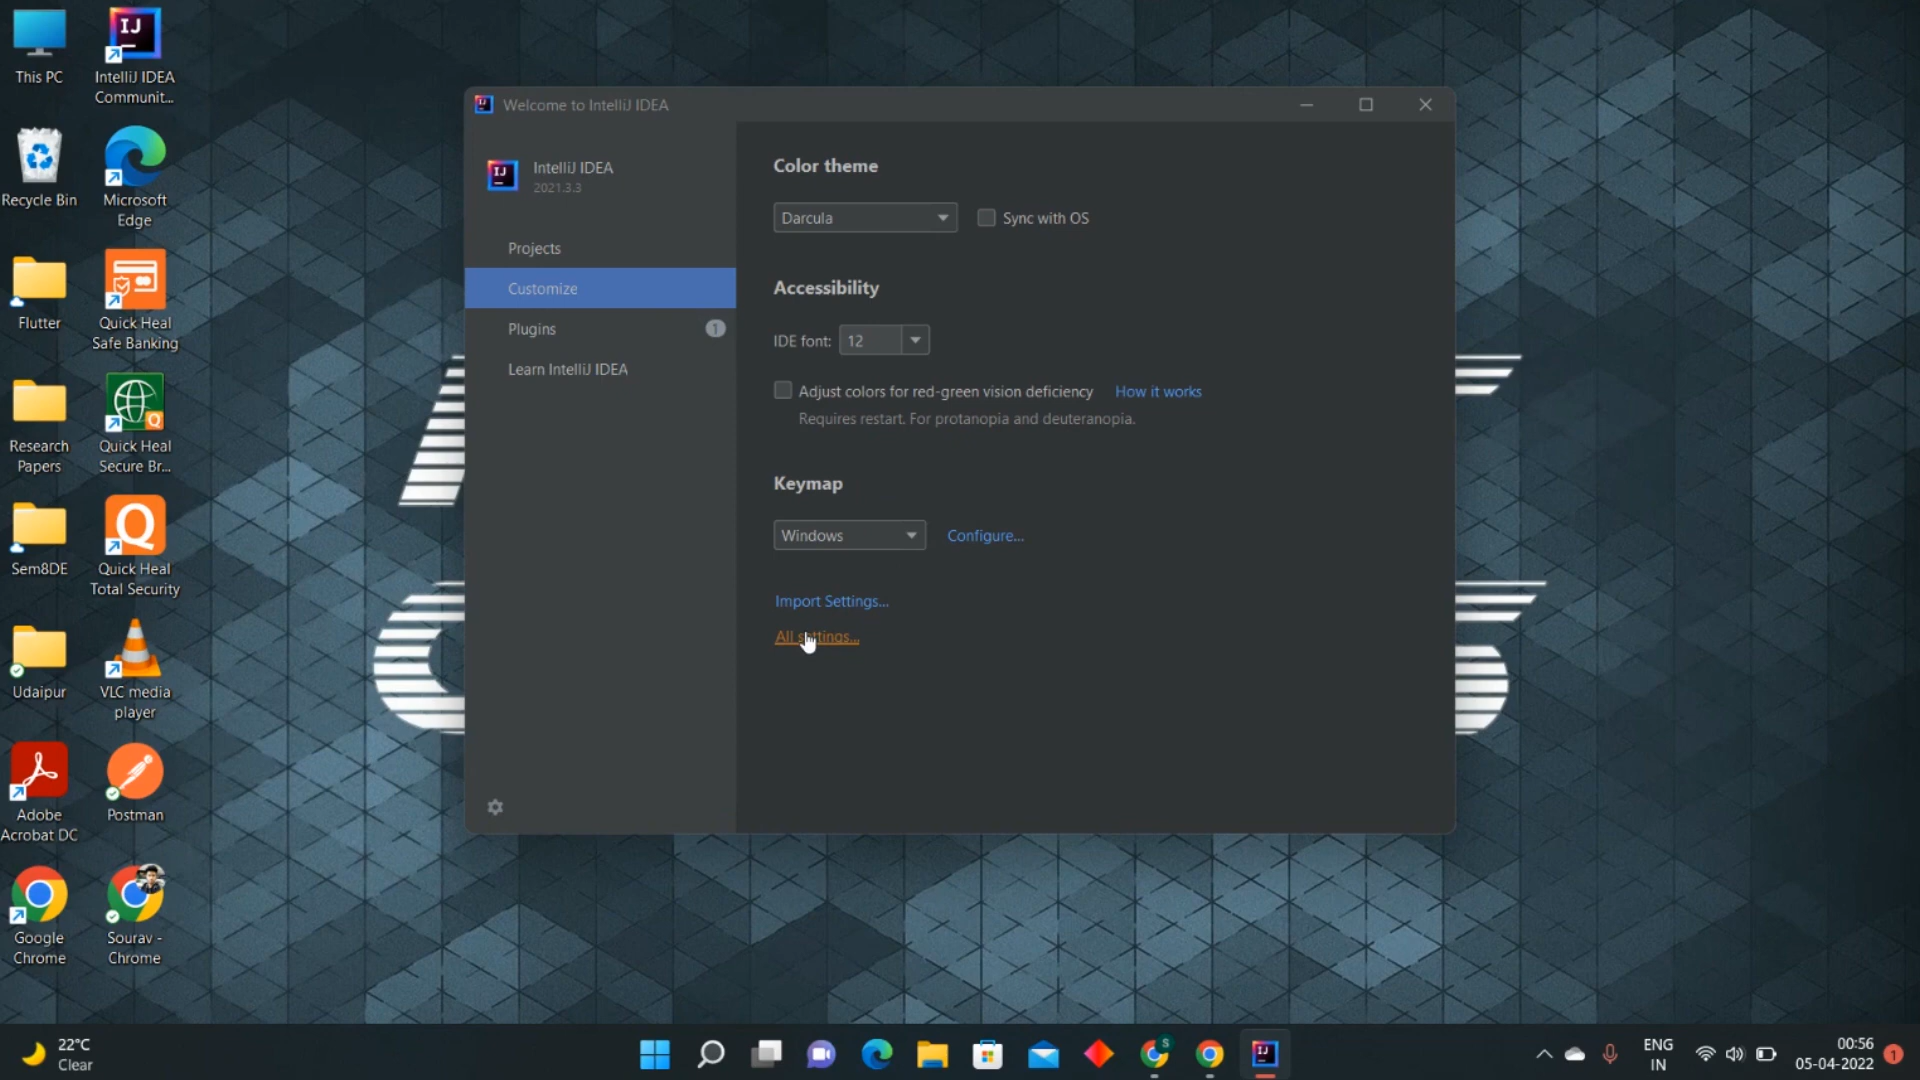 This PC
IntelliJ IDEA
Communit...
Recycle Bin
Microsoft
Edge
Flutter
Quick Heal
Safe Banking
Research
Papers
Quick Heal
Secure Br...
Sem8DE
Quick Heal
Total Security
Udaipur
VLC media
player
Adobe
Acrobat DC
Postman
Google
Chrome
Sourav -
Chrome
Welcome to IntelliJ IDEA
IntelliJ IDEA
2021.3.3
Projects
Customize
Plugins
1
Learn IntelliJ IDEA
Color theme
Darcula
Sync with OS
Accessibility
IDE font: 12
Adjust colors for red-green vision deficiency How it works
Requires restart. For protanopia and deuteranopia.
Keymap
Windows
Configure...
Import Settings...
All settings...
22°C
Clear
ENG
IN
00:56
05-04-2022
1